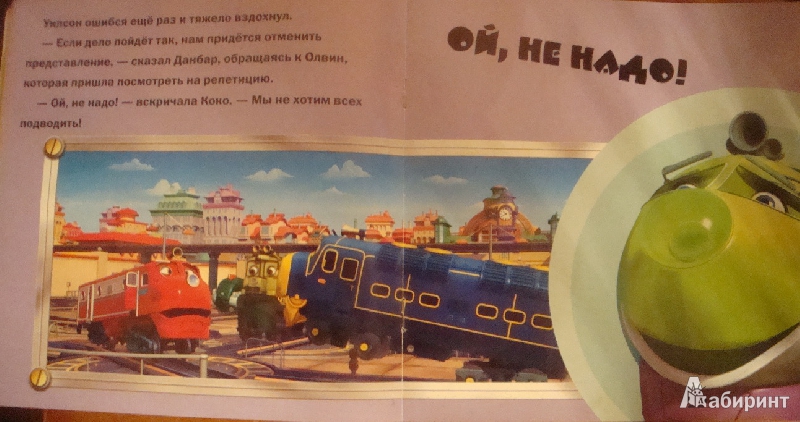 Уилсон ошибся ещё раз и тяжело вздохнул.
— Если дело пойдёт так, нам придётся отменить
представление, — сказал Данбар, обращаясь к Олвин,
которая пришла посмотреть на репетицию.
— Ой, не надо! — вскричала Коко. — Мы не хотим всех
подводить!
ОЙ, НЕ НАДО!
Лабиринт